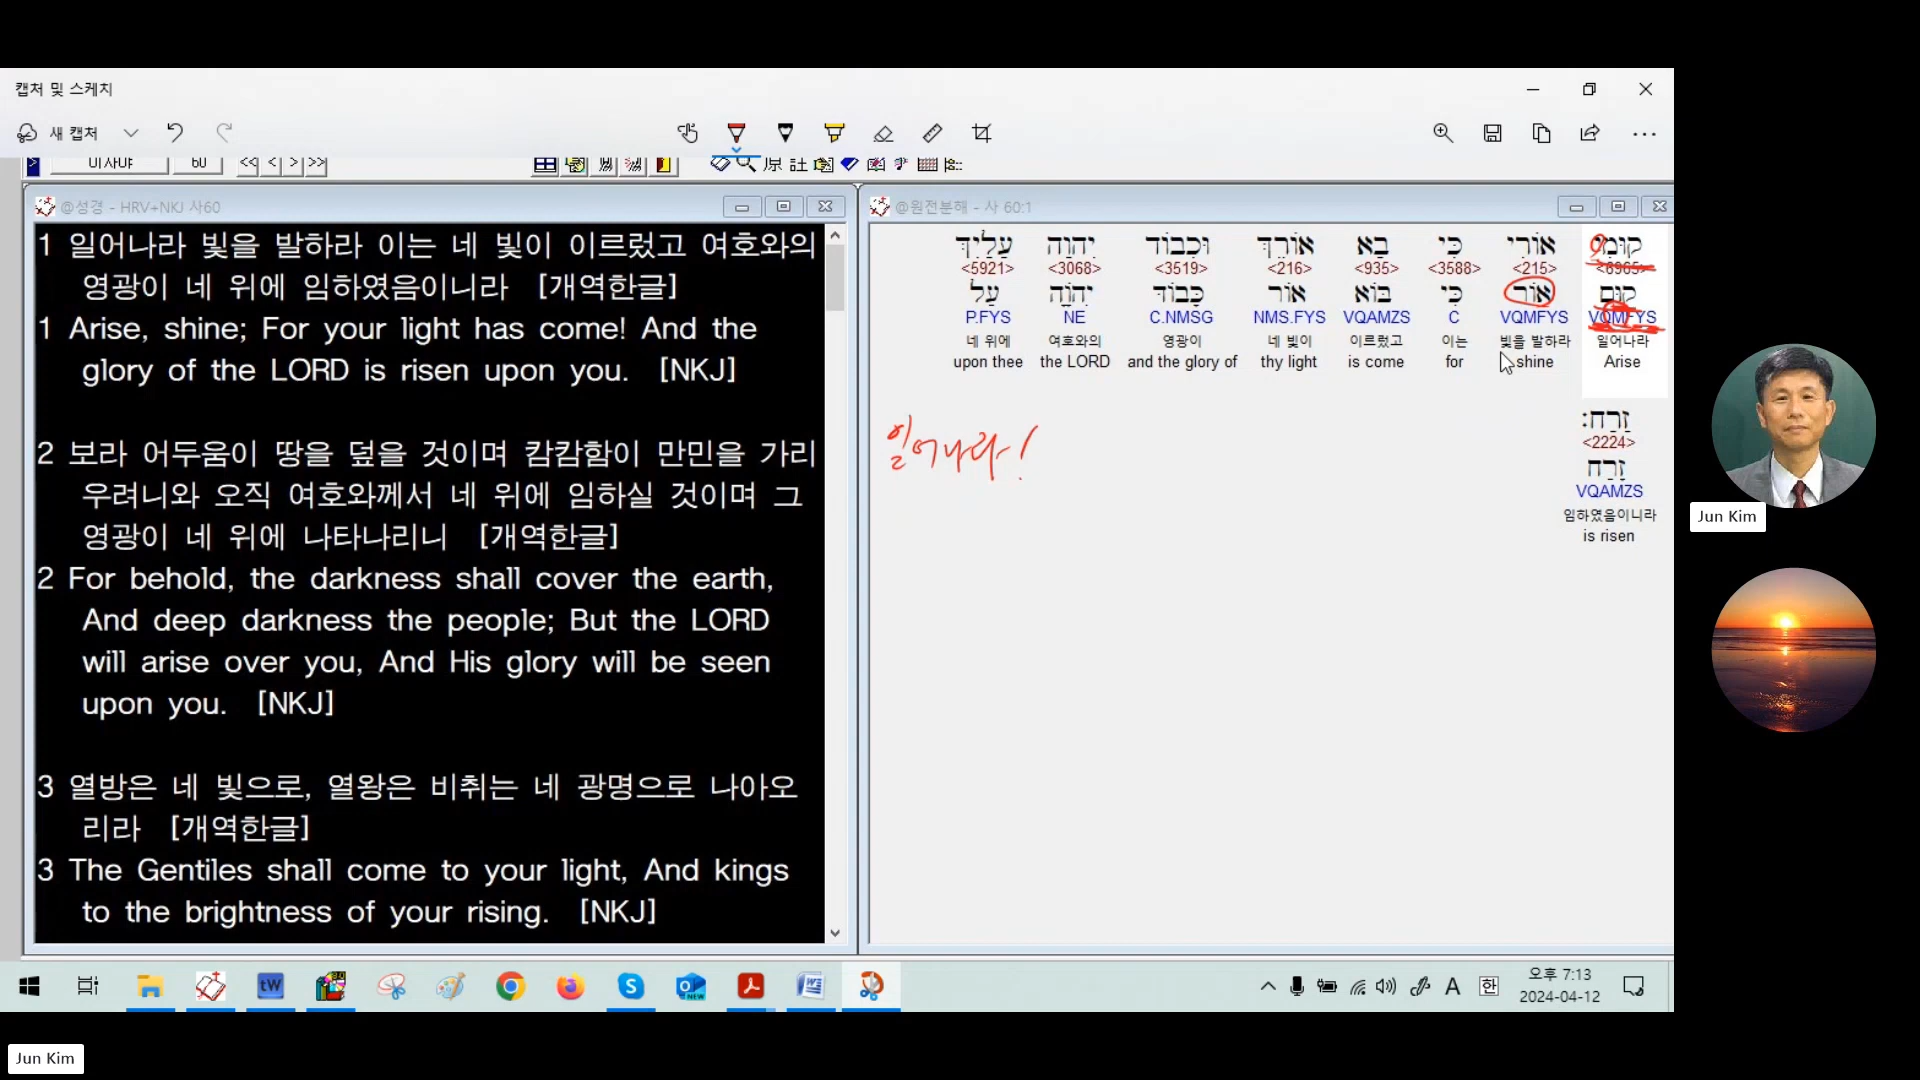 캡처 및 스케치
새 캡처
이사야 60 << < > >>
原 計
@성경 - HRV+NKJ 사60
1 일어나라 빛을 발하라 이는 네 빛이 이르렀고 여호와의
영광이 네 위에 임하였음이니라 [개역한글]
1 Arise, shine; For your light has come! And the
glory of the LORD is risen upon you. [NKJ]
2 보라 어두움이 땅을 덮을 것이며 캄캄함이 만민을 가리
우려니와 오직 여호와께서 네 위에 임하실 것이며 그
영광이 네 위에 나타나리니 [개역한글]
2 For behold, the darkness shall cover the earth,
And deep darkness the people; But the LORD
will arise over you, And His glory will be seen
upon you. [NKJ]
3 열방은 네 빛으로, 열왕은 비취는 네 광명으로 나아오
리라 [개역한글]
3 The Gentiles shall come to your light, And kings
to the brightness of your rising. [NKJ]
@원전분해 - 사 60:1
קוּמִי אוֹרִי כִּי בָא אוֹרֵךְ וּכְבוֹד יְהוָה עָלַיִךְ
<5921> <3068> <3519> <216> <935> <3588> <215> <6965>
קוּם אוֹר כִּי בּוֹא אוֹר כָּבוֹד יְהוָה עַל
P.FYS NE C.NMSG NMS.FYS VQAMZS C VQMFYS VQMFYS
네 위에 여호와의 영광이 네 빛이 이르렀고 이는 빛을 발하라 일어나라
upon thee the LORD and the glory of thy light is come for shine Arise
일어나라!
זָרָח׃
<2224>
זָרַח
VQAMZS
임하였음이니라
is risen
Jun Kim
오후 7:13
2024-04-12
A 한
Jun Kim